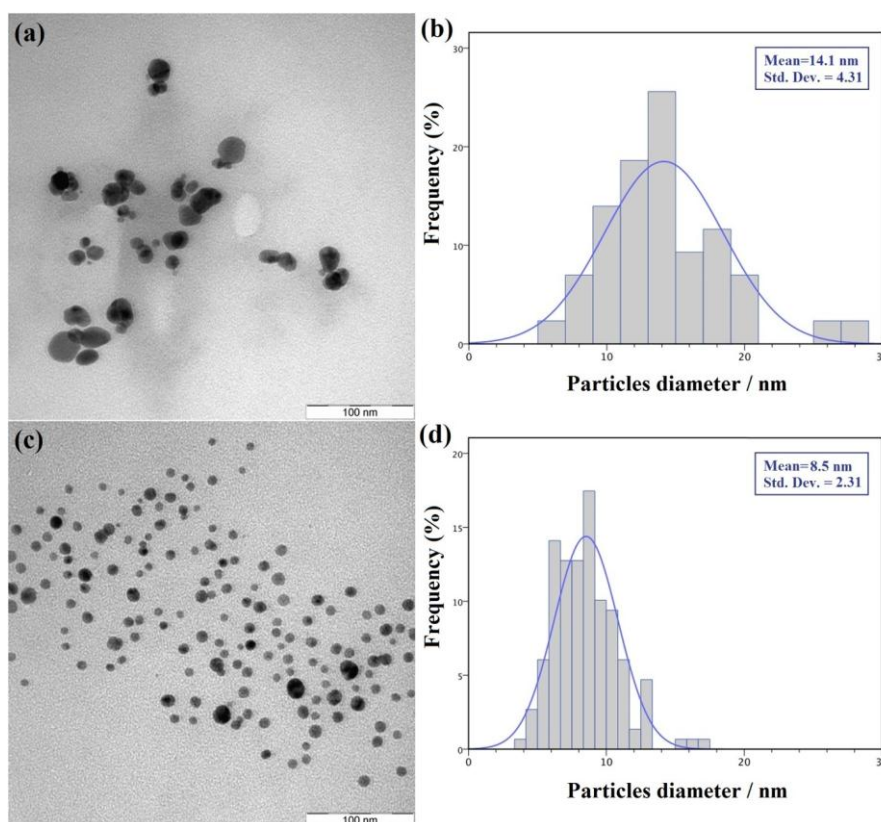 (a)
100 nm
(b)
Mean=14.1 nm
Std. Dev. = 4.31
Frequency (%)
30
20
10
0
0
10
20
Particles diameter / nm
(c)
100 nm
(d)
Mean=8.5 nm
Std. Dev. = 2.31
Frequency (%)
20
15
10
5
0
0
10
20
Particles diameter / nm